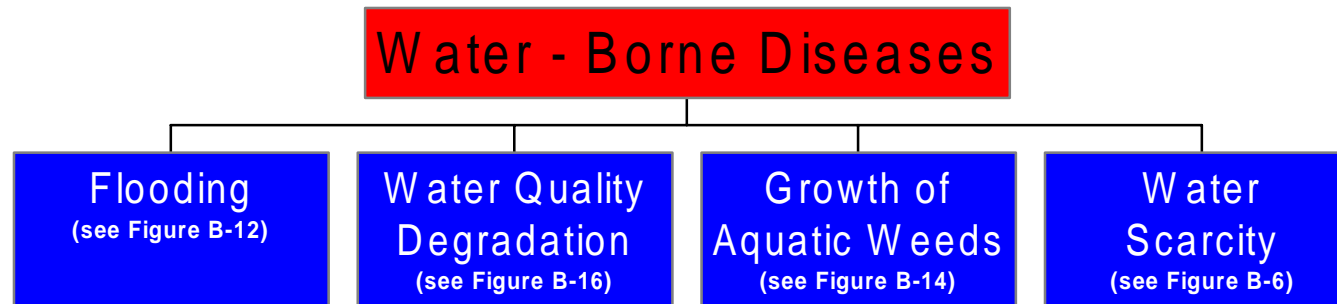 Water - Borne Diseases
Flooding
(see Figure B-12)
Water Quality
Degradation
(see Figure B-16)
Growth of
Aquatic Weeds
(see Figure B-14)
Water
Scarcity
(see Figure B-6)